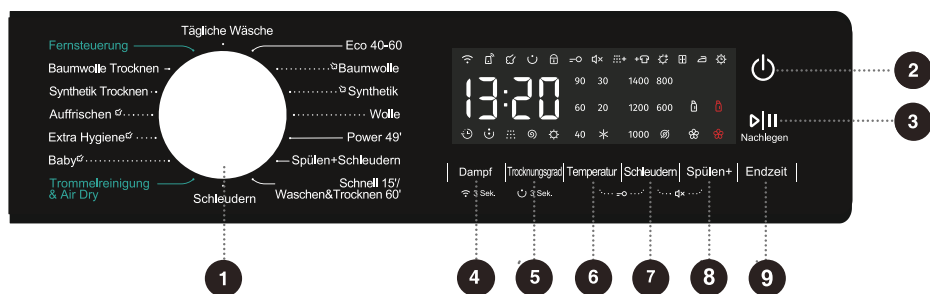 Tägliche Wäsche
Fernsteuerung
Baumwolle Trocknen
Synthetik Trocknen
Auffrischen
Extra Hygiene
Baby
Trommelreinigung
& Air Dry
Schleudern
Eco 40-60
Baumwolle
Synthetik
Wolle
Power 49'
Spülen+Schleudern
Schnell 15'/
Waschen&Trocknen 60'
13:20
90 30 1400 800
60 20 1200 600
40 1000
Nachlegen
Dampf Trocknungsgrad Temperatur Schleudern Spülen+ Endzeit
3 Sek. 3 Sek.
1
2
3
4
5
6
7
8
9